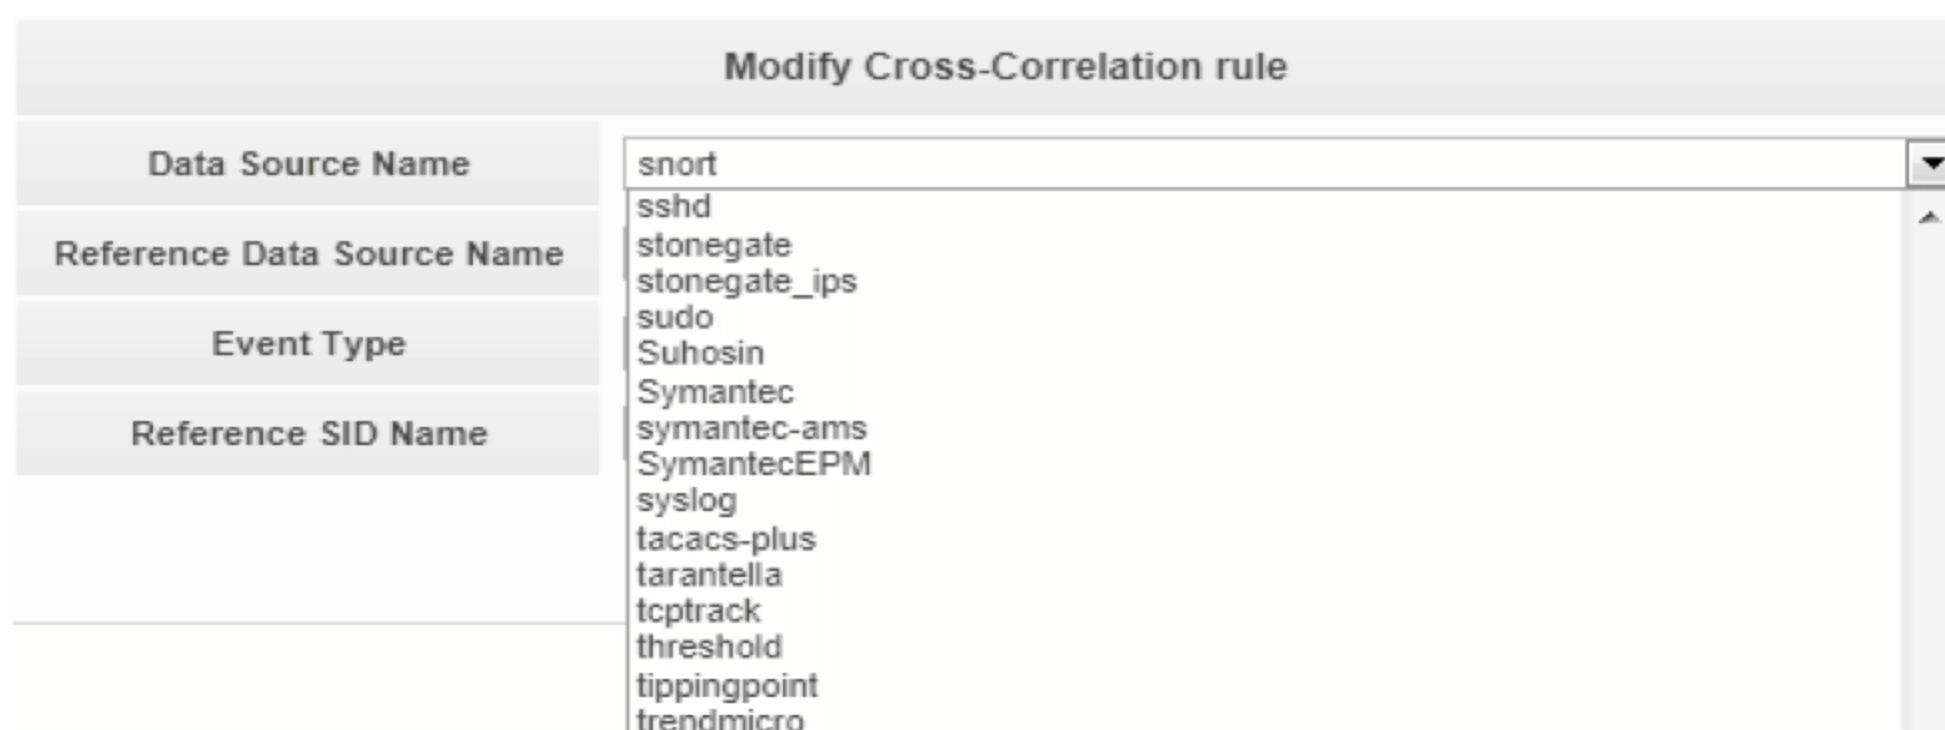 Modify Cross-Correlation rule
Data Source Name
snort
sshd
stonegate
stonegate_ips
sudo
Suhosin
Symantec
symantec-ams
SymantecEPM
syslog
tacacs-plus
tarantella
tcptrack
threshold
tippingpoint
trendmicro
Reference Data Source Name
Event Type
Reference SID Name